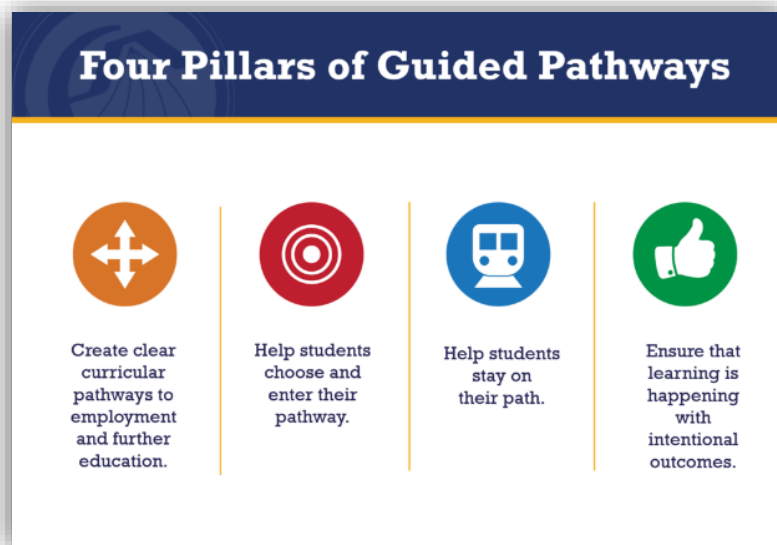 Four Pillars of Guided Pathways
Create clear
curricular
pathways to
employment
and further
education.
Help students
choose and
enter their
pathway.
Help students
stay on
their path.
Ensure that
learning is
happening
with
intentional
outcomes.